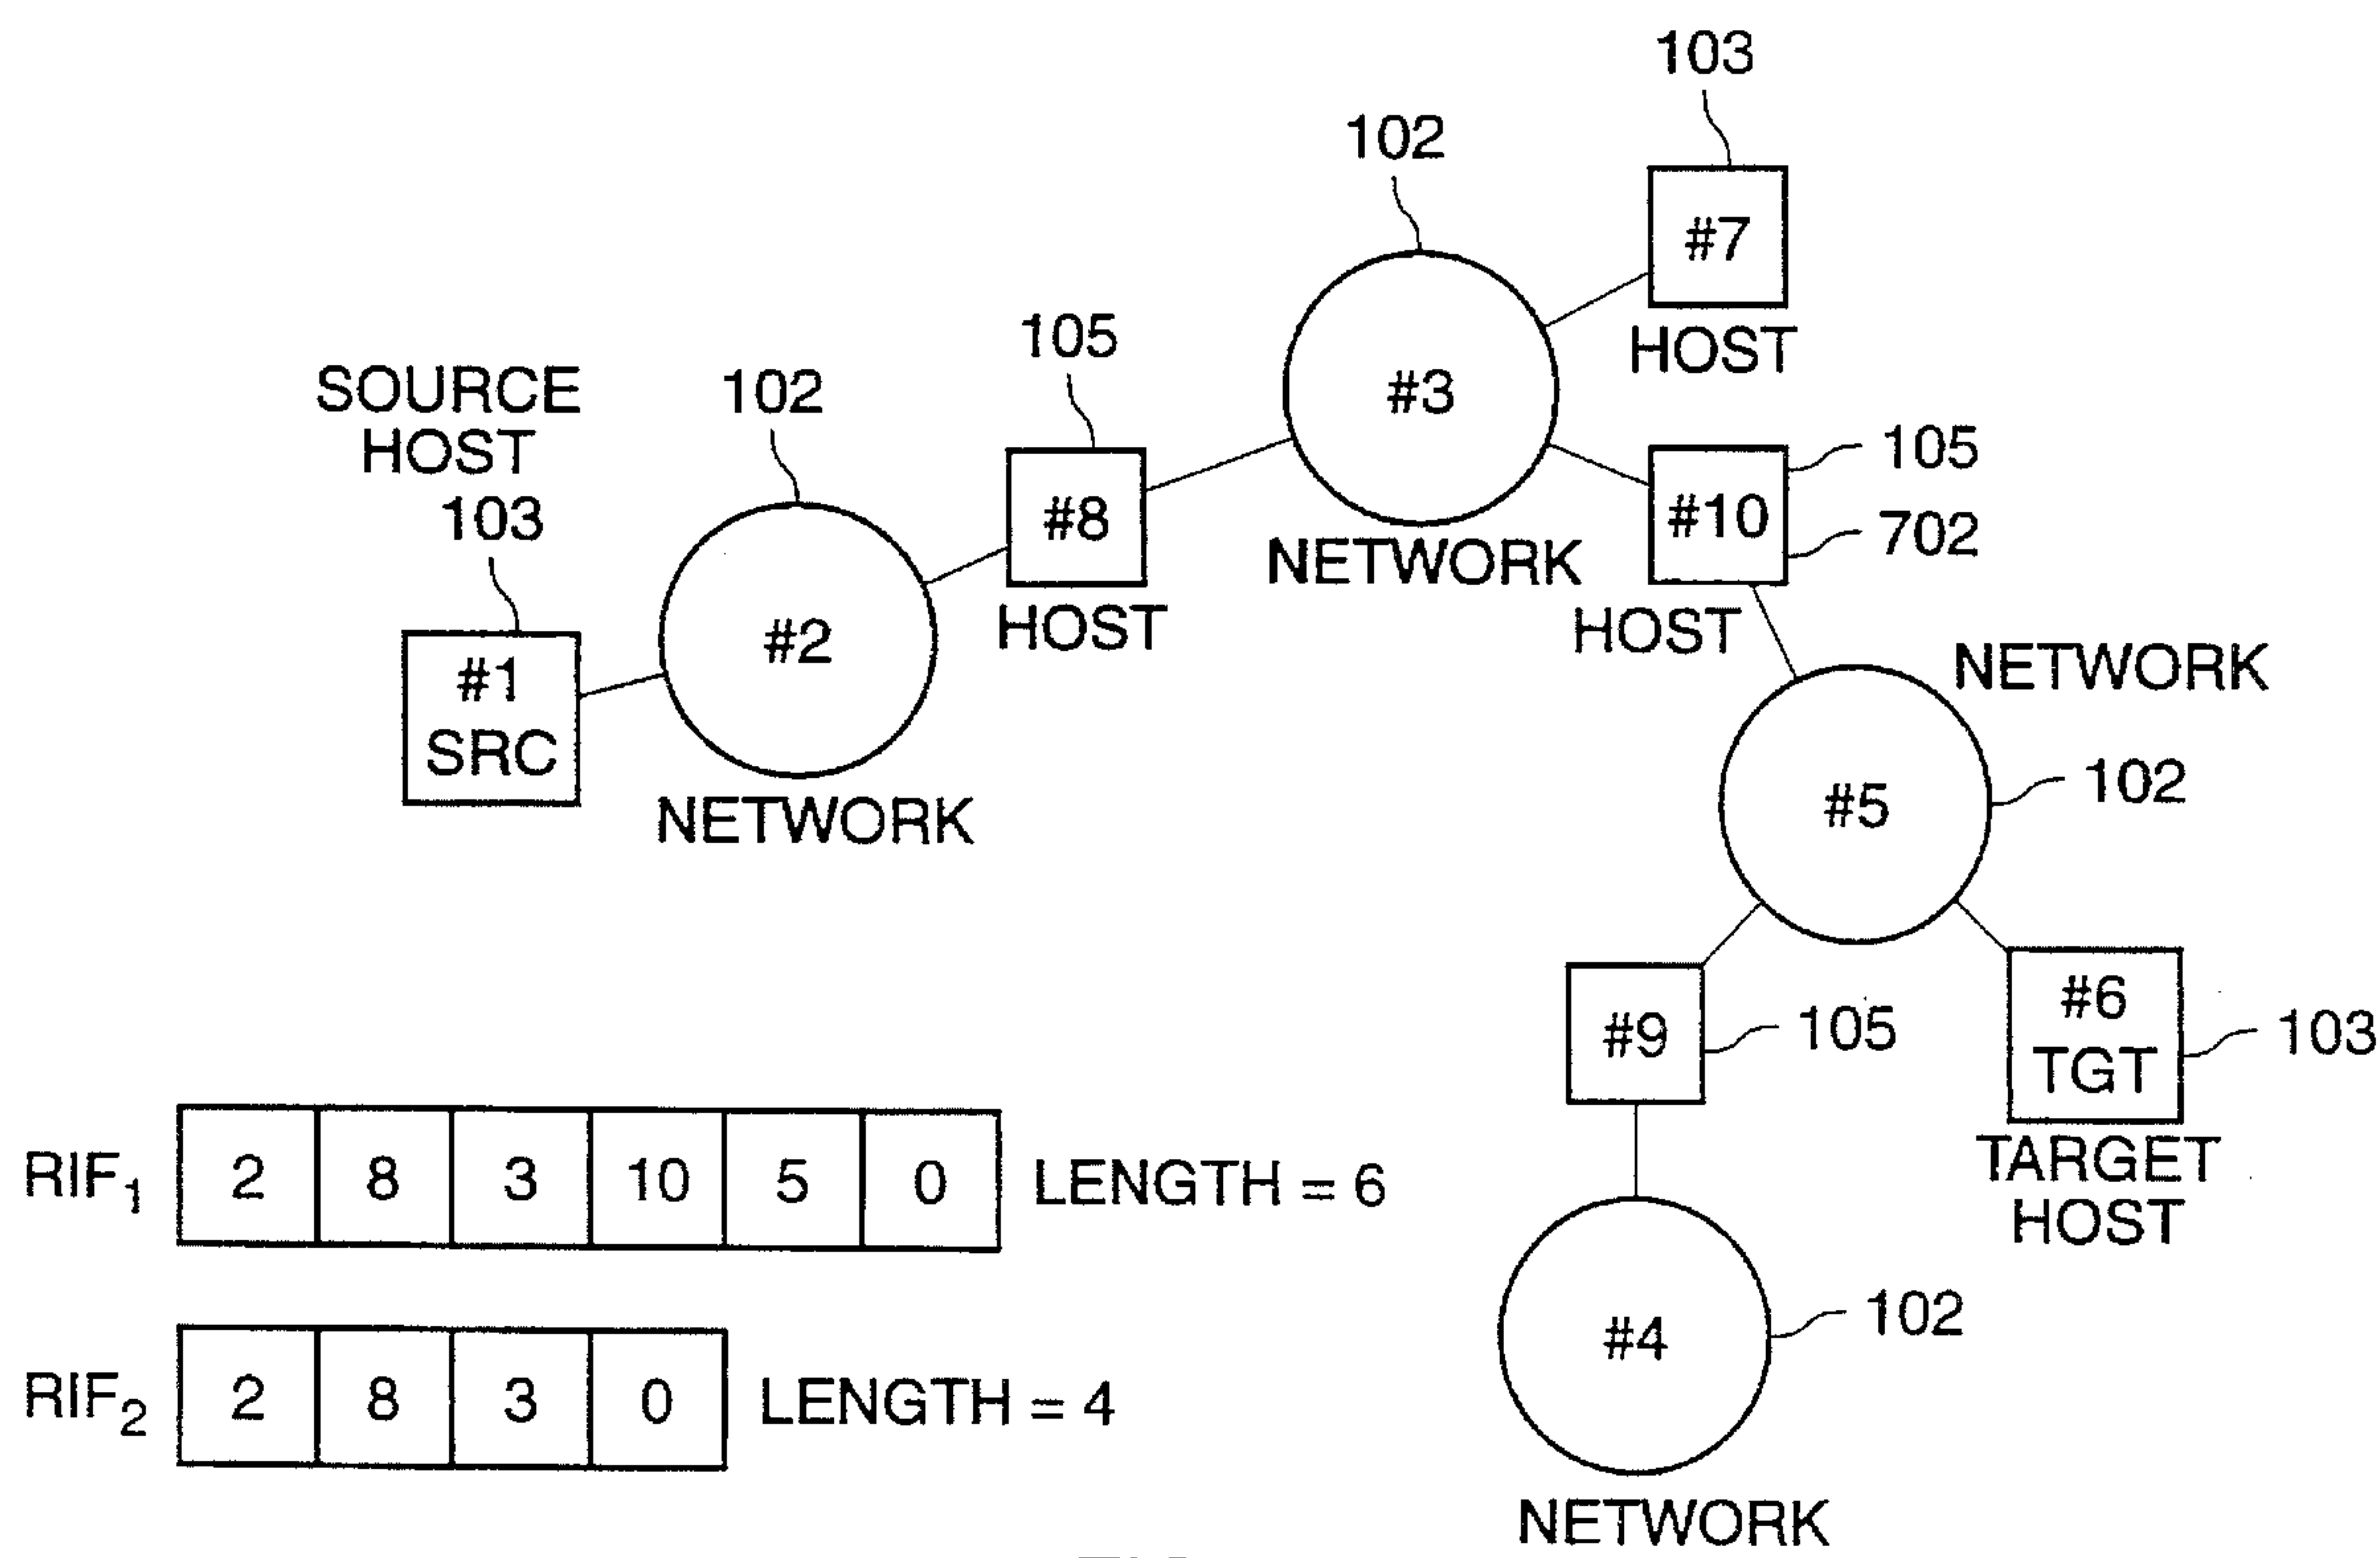 103
102
#7
HOST
105
#3
SOURCE
HOST
102
105
103
#8
#10
702
NETWORK
HOST
HOST
#2
#1
SRC
NETWORK
NETWORK
#5
102
#6
TGT
#9
105
103
TARGET
HOST
RIF1 2 8 3 10 5 0 LENGTH = 6
#4
102
RIF2 2 8 3 0 LENGTH = 4
NETWORK